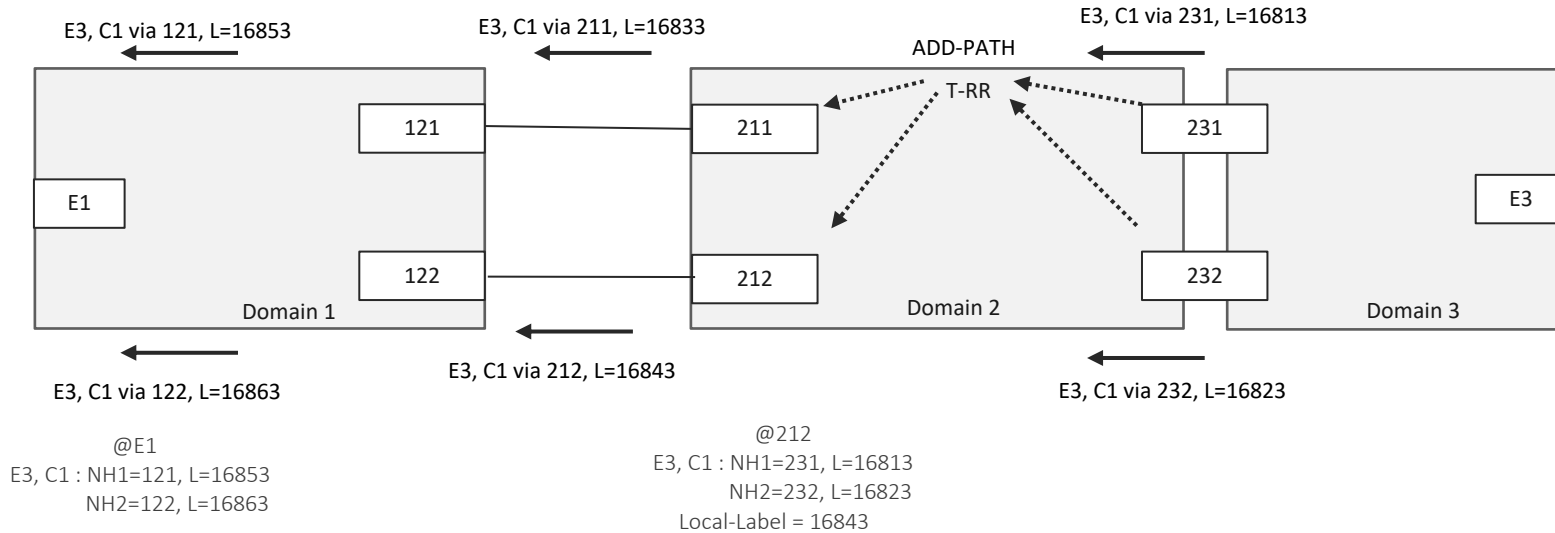 E3, C1 via 121, L=16853
E3, C1 via 211, L=16833
E3, C1 via 231, L=16813
ADD-PATH
T-RR
121
211
231
E1
E3
122
212
232
Domain 1
Domain 2
Domain 3
E3, C1 via 122, L=16863
E3, C1 via 212, L=16843
E3, C1 via 232, L=16823
@E1
E3, C1 : NH1=121, L=16853
NH2=122, L=16863
@212
E3, C1 : NH1=231, L=16813
NH2=232, L=16823
Local-Label = 16843